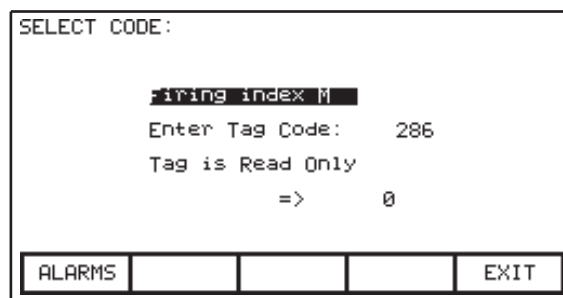 SELECT CODE:
Firing index M
Enter Tag Code: 286
Tag is Read Only
=> 0
ALARMS EXIT